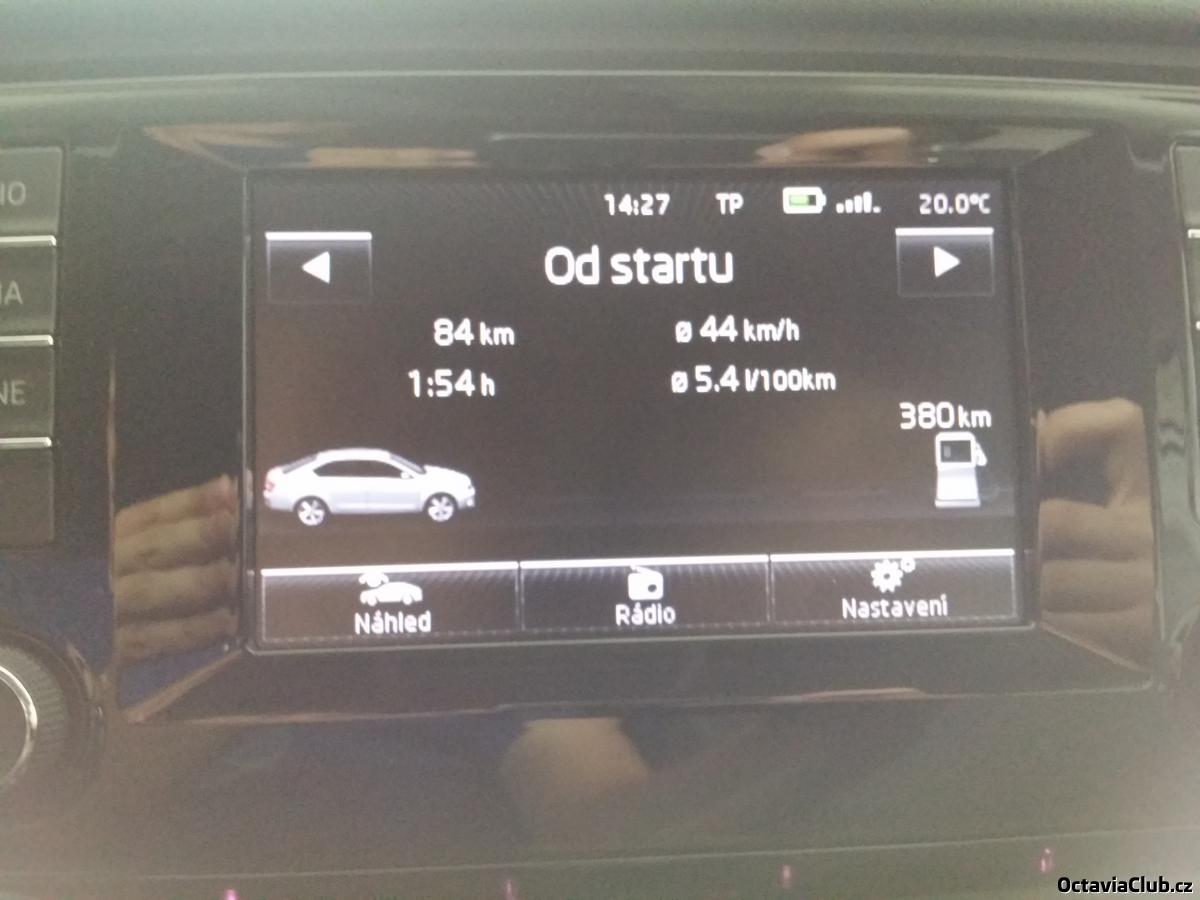 14:27 TP 20.0°C
Od startu
84 km ø 44 km/h
1:54 h ø 5.4 l/100km
380 km
Náhled Rádio Nastavení
OctaviaClub.cz